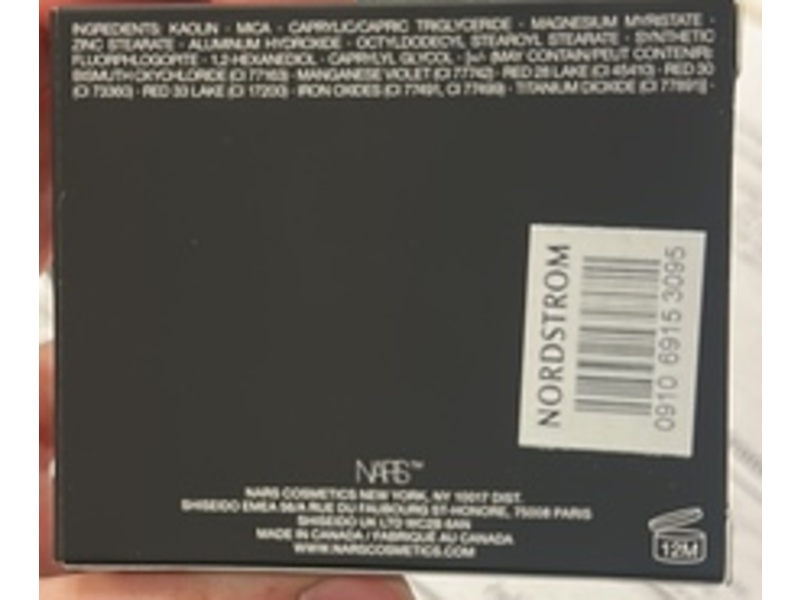 INGREDIENTS: KAOLIN · MICA · CAPRYLIC/CAPRIC TRIGLYCERIDE · MAGNESIUM MYRISTATE ·
ZINC STEARATE · ALUMINUM HYDROXIDE · OCTYLDODECYL STEAROYL STEARATE · SYNTHETIC
FLUORPHLOGOPITE · 1,2-HEXANEDIOL · CAPRYLYL GLYCOL · [+/- (MAY CONTAIN/PEUT CONTENIR):
BISMUTH OXYCHLORIDE (CI 77163) · MANGANESE VIOLET (CI 77742) · RED 28 LAKE (CI 45410) · RED 30
(CI 73360) · RED 33 LAKE (CI 17200) · IRON OXIDES (CI 77491, CI 77499) · TITANIUM DIOXIDE (CI 77891)] ·
NORDSTROM
0910 6915 3095
NARS™
NARS COSMETICS NEW YORK, NY 10017 DIST.
SHISEIDO EMEA 56/A RUE DU FAUBOURG ST-HONORE, 75008 PARIS
SHISEIDO UK LTD WC2B 6AN
MADE IN CANADA / FABRIQUÉ AU CANADA
WWW.NARSCOSMETICS.COM
12M